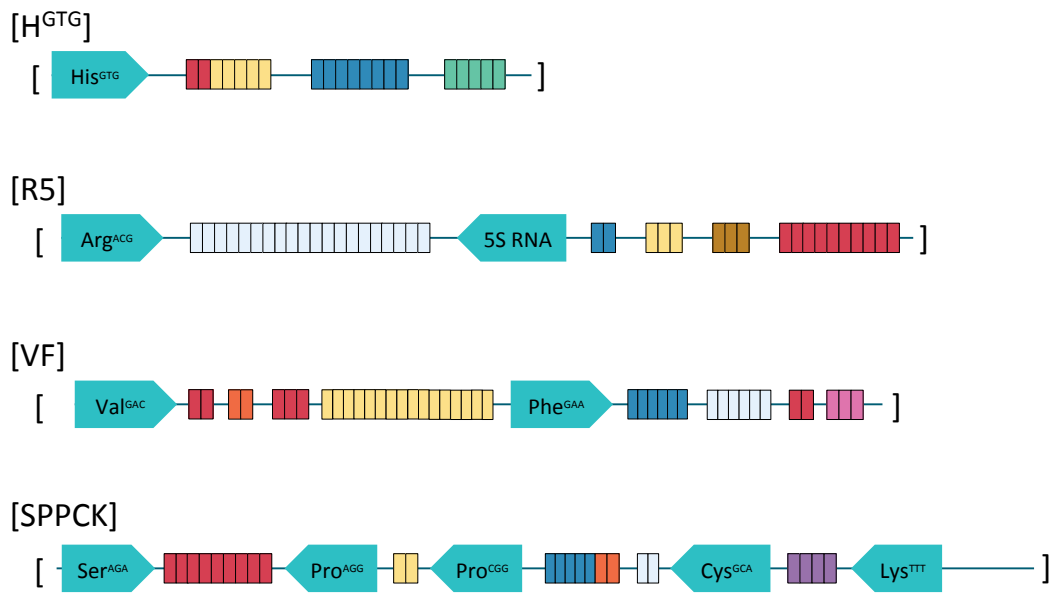 [H^GTG]
[ His^GTG ]
[R5]
[ Arg^ACG 5S RNA ]
[VF]
[ Val^GAC Phe^GAA ]
[SPPCK]
[ Ser^AGA Pro^AGG Pro^CGG Cys^GCA Lys^TTT ]